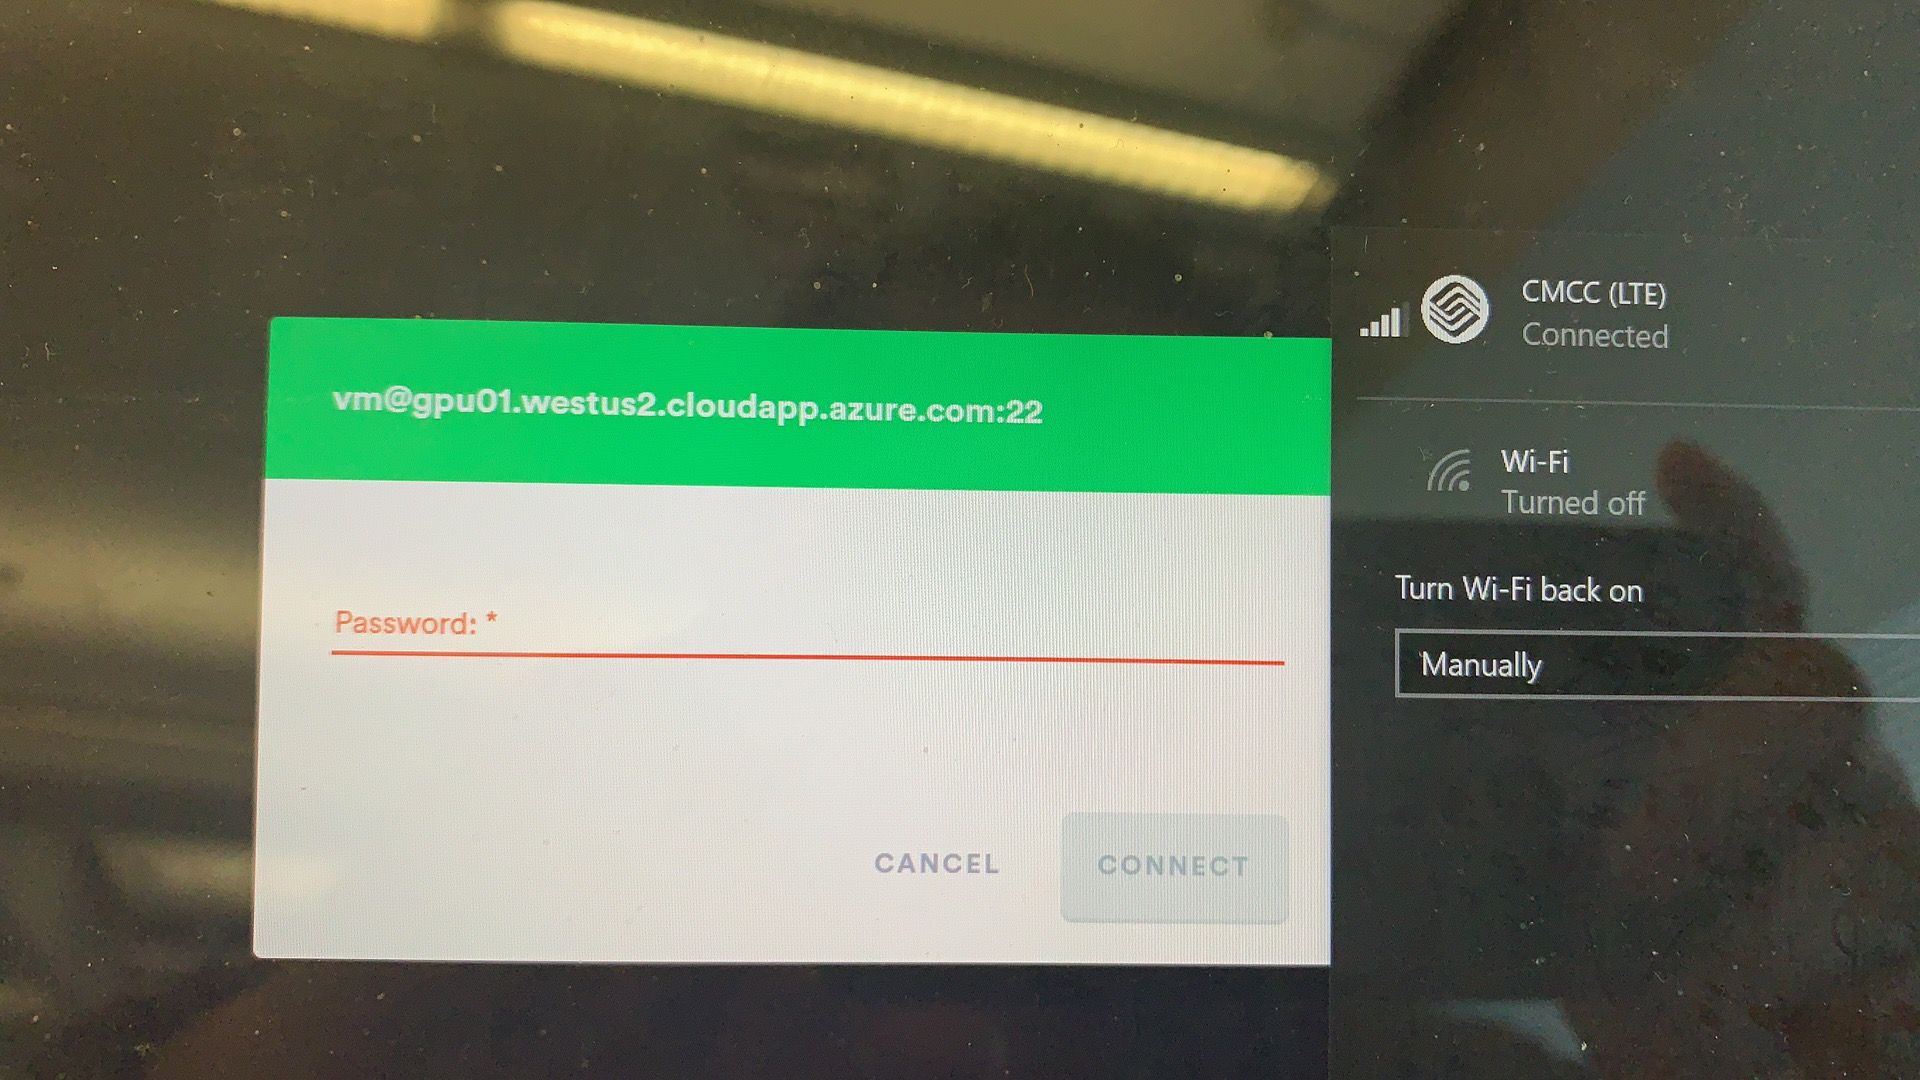 vm@gpu01.westus2.cloudapp.azure.com:22
Password: *
CANCEL
CONNECT
CMCC (LTE)
Connected
Wi-Fi
Turned off
Turn Wi-Fi back on
Manually